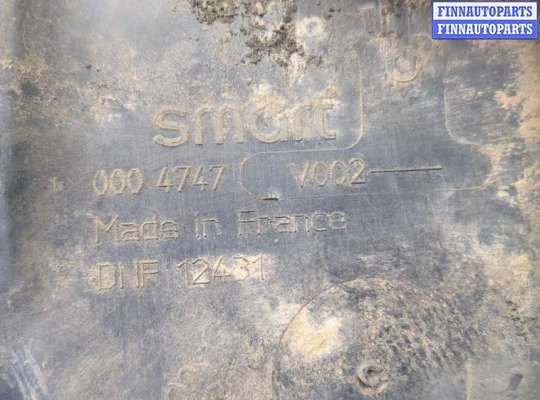 FINNAUTOPARTS
FINNAUTOPARTS
smart
000 4747 V002
Made in France
DNF 12431